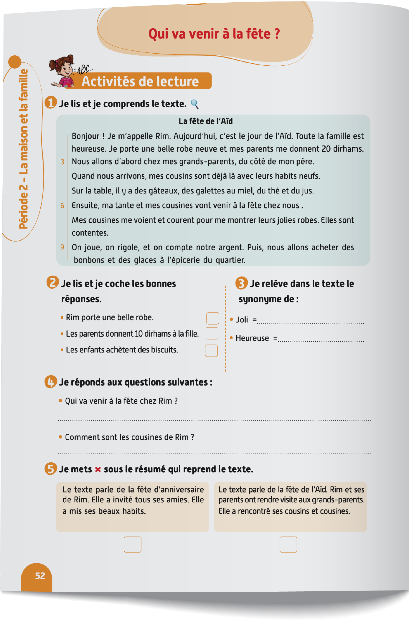 Qui va venir à la fête ?
Activités de lecture
Période 2 - La maison et la famille
1 Je lis et je comprends le texte.
La fête de l'Aïd
Bonjour ! Je m'appelle Rim. Aujourd'hui, c'est le jour de l'Aïd. Toute la famille est
heureuse. Je porte une belle robe neuve et mes parents me donnent 20 dirhams.
3 Nous allons d'abord chez mes grands-parents, du côté de mon père.
Quand nous arrivons, mes cousins sont déjà là avec leurs habits neufs.
Sur la table, il y a des gâteaux, des galettes au miel, du thé et du jus.
6 Ensuite, ma tante et mes cousines vont venir à la fête chez nous .
Mes cousines me voient et courent pour me montrer leurs jolies robes. Elles sont
contentes.
9 On joue, on rigole, et on compte notre argent. Puis, nous allons acheter des
bonbons et des glaces à l'épicerie du quartier.
2 Je lis et je coche les bonnes
réponses.
• Rim porte une belle robe.
• Les parents donnent 10 dirhams à la fille.
• Les enfants achètent des biscuits.
3 Je relève dans le texte le
synonyme de :
• Joli =
• Heureuse =
4 Je réponds aux questions suivantes :
• Qui va venir à la fête chez Rim ?
• Comment sont les cousines de Rim ?
5 Je mets × sous le résumé qui reprend le texte.
Le texte parle de la fête d'anniversaire
de Rim. Elle a invité tous ses amies. Elle
a mis ses beaux habits.
Le texte parle de la fête de l'Aïd. Rim et ses
parents ont rendre visite aux grands-parents.
Elle a rencontré ses cousins et cousines.
52